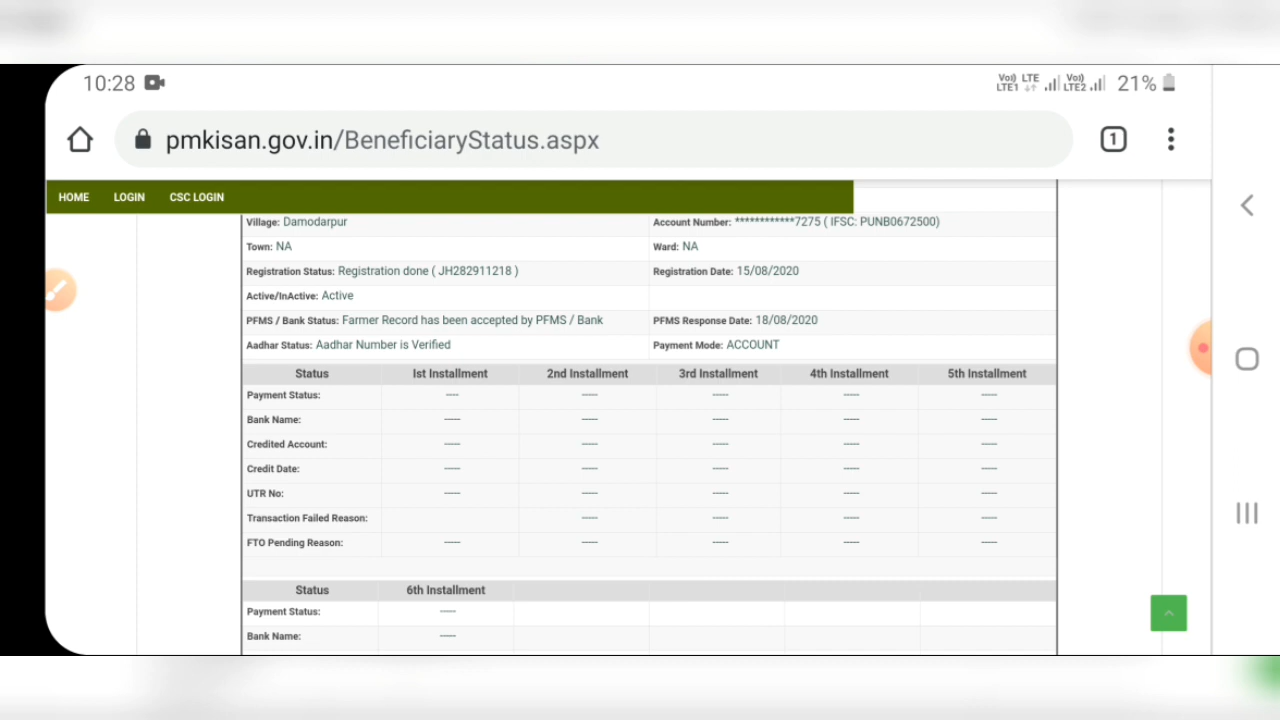 10:28 Vo) LTE LTE1 Vo) LTE2 21%
pmkisan.gov.in/BeneficiaryStatus.aspx 1
HOME LOGIN CSC LOGIN
Village: Damodarpur Account Number: ************7275 ( IFSC: PUNB0672500)
Town: NA Ward: NA
Registration Status: Registration done ( JH282911218 ) Registration Date: 15/08/2020
Active/InActive: Active
PFMS / Bank Status: Farmer Record has been accepted by PFMS / Bank PFMS Response Date: 18/08/2020
Aadhar Status: Aadhar Number is Verified Payment Mode: ACCOUNT
Status Ist Installment 2nd Installment 3rd Installment 4th Installment 5th Installment
Payment Status: ---- ----- ----- ----- -----
Bank Name: ----- ----- ----- ----- -----
Credited Account: ----- ----- ----- ----- -----
Credit Date: ----- ----- ----- ----- -----
UTR No: ----- ----- ----- ----- -----
Transaction Failed Reason: ----- ----- ----- -----
FTO Pending Reason: ----- ----- ----- ----- -----
Status 6th Installment
Payment Status: -----
Bank Name: -----